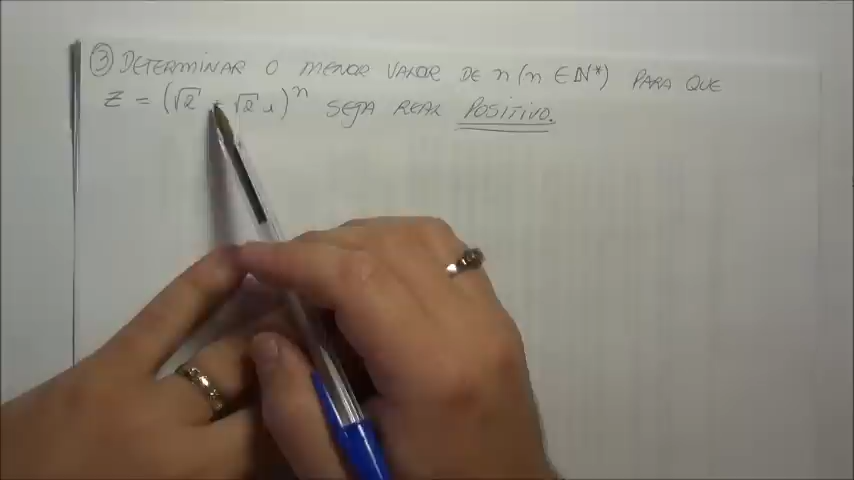 ③ DETERMINAR O MENOR VALOR DE n (n ∈ ℕ*) PARA QUE
Z = (√2 √2 i)ⁿ SEJA REAL POSITIVO.